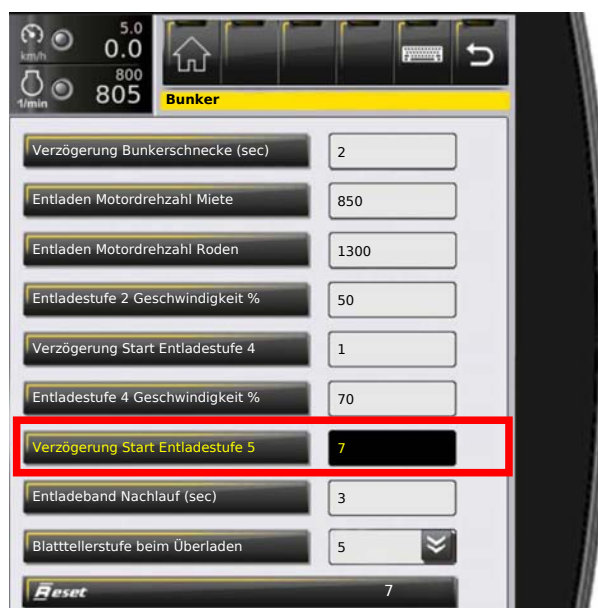 5.0
km/h 0.0
800
1/min 805
Bunker
Verzögerung Bunkerschnecke (sec) 2
Entladen Motordrehzahl Miete 850
Entladen Motordrehzahl Roden 1300
Entladestufe 2 Geschwindigkeit % 50
Verzögerung Start Entladestufe 4 1
Entladestufe 4 Geschwindigkeit % 70
Verzögerung Start Entladestufe 5 7
Entladeband Nachlauf (sec) 3
Blatttellerstufe beim Überladen 5
Reset 7